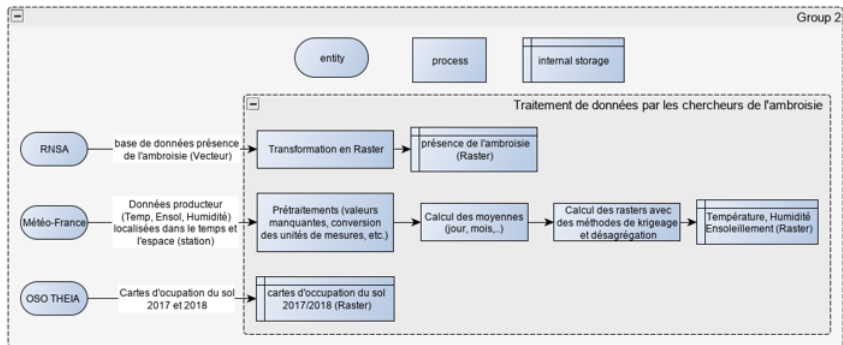 Group 2
entity
process
internal storage
Traitement de données par les chercheurs de l'ambroisie
RNSA
base de données présence
de l'ambroisie (Vecteur)
Transformation en Raster
présence de l'ambroisie
(Raster)
Météo-France
Données producteur
(Temp, Ensol, Humidité)
localisées dans le temps et
l'espace (station)
Prétraitements (valeurs
manquantes, conversion
des unités de mesures, etc.)
Calcul des moyennes
(jour, mois,..)
Calcul des rasters avec
des méthodes de krigeage
et désagrégation
Température, Humidité
Ensoleillement (Raster)
OSO THEIA
Cartes d'ocupation du sol
2017 et 2018
cartes d'occupation du sol
2017/2018 (Raster)